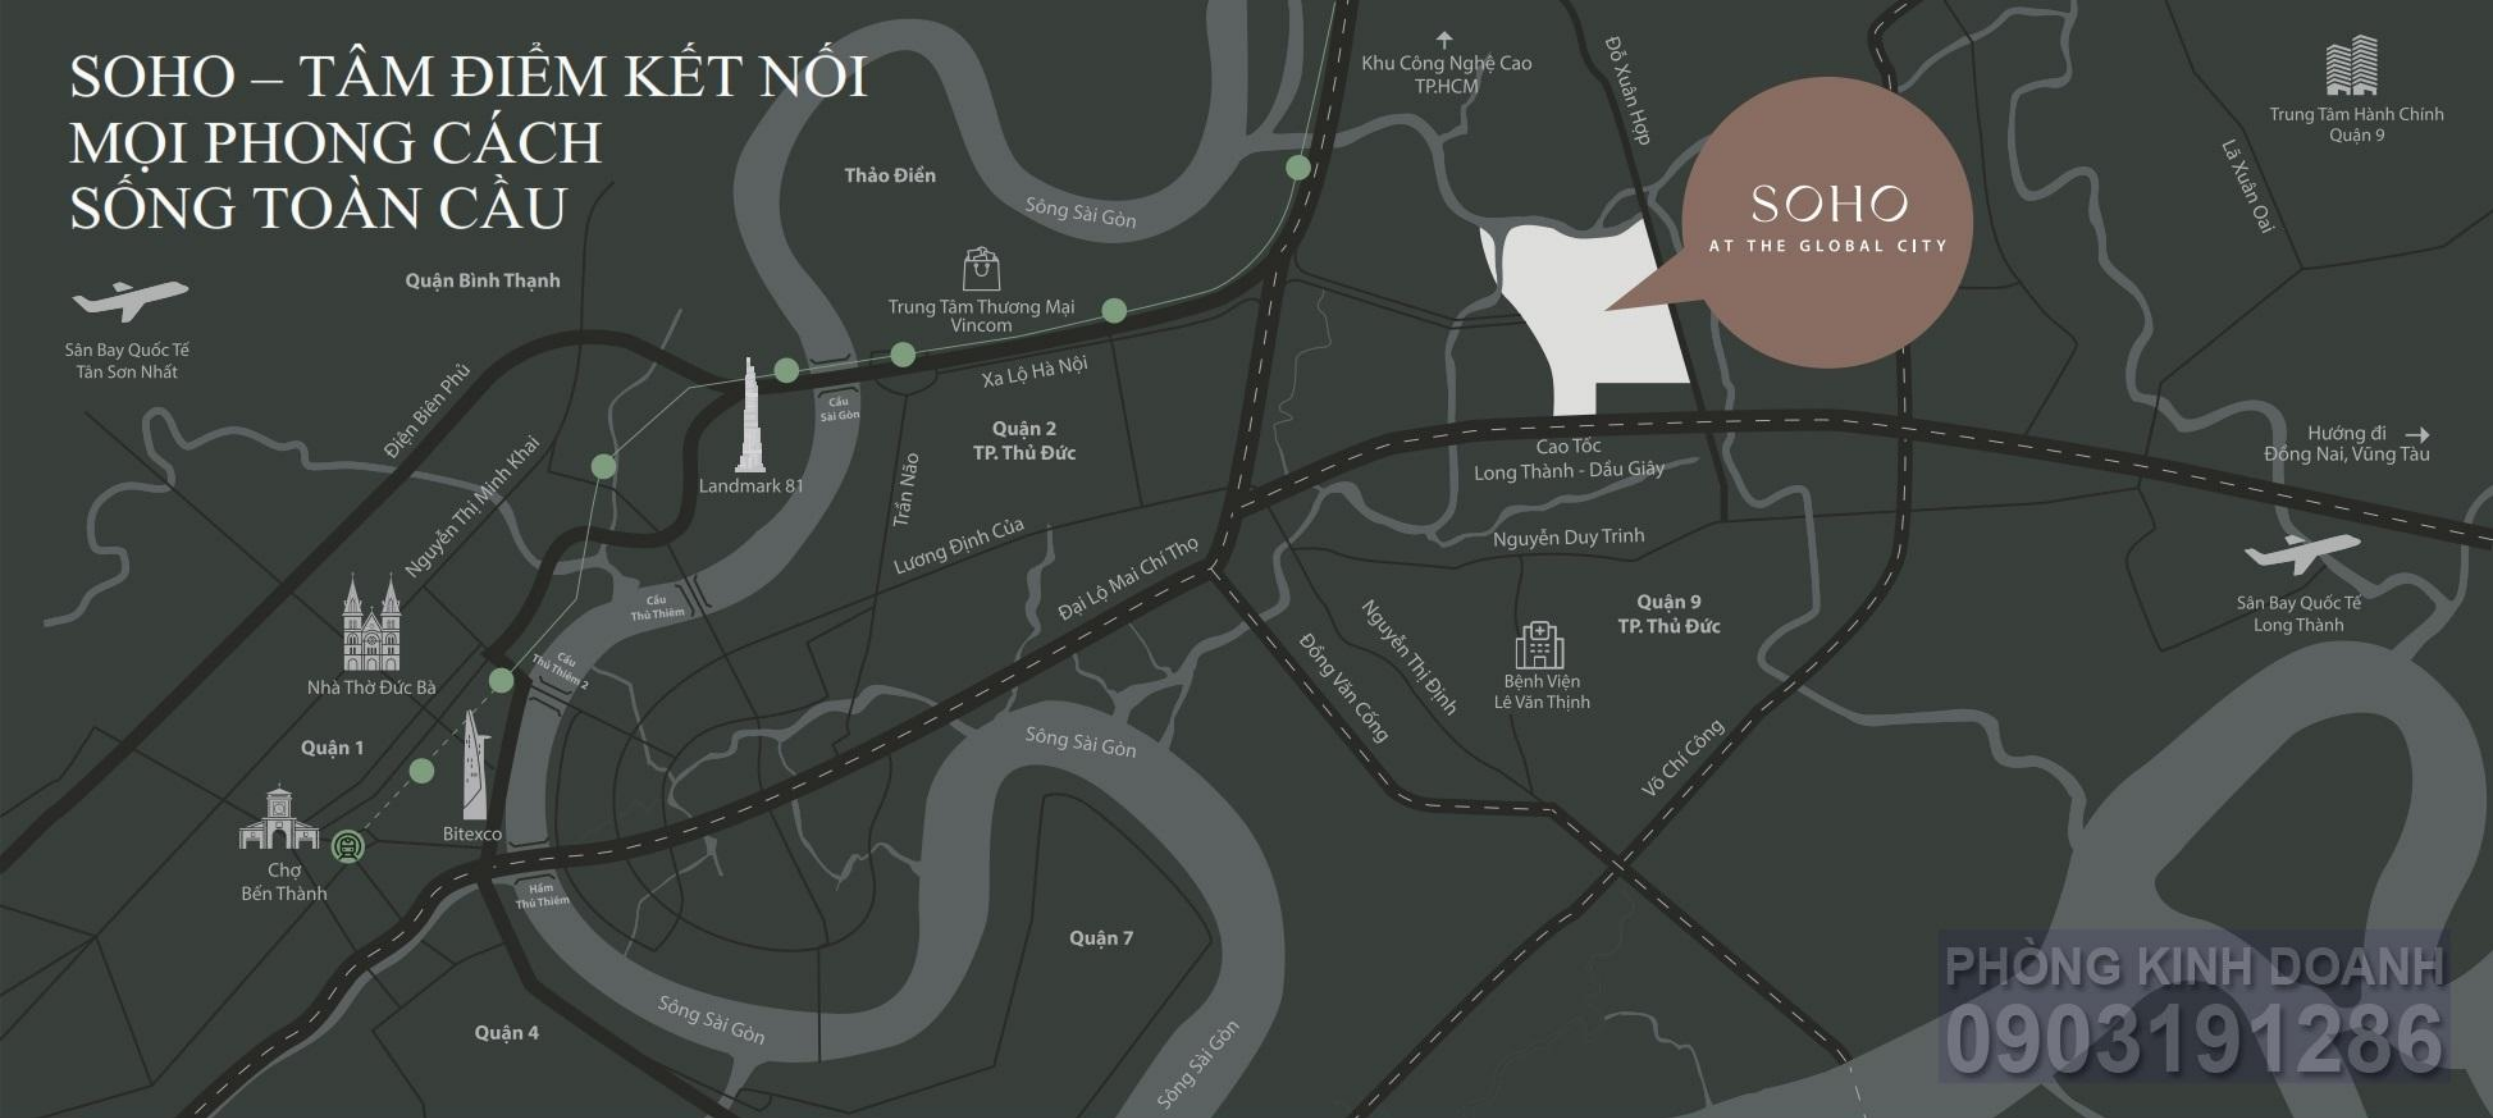 SOHO – TÂM ĐIỂM KẾT NỐI
MỌI PHONG CÁCH
SỐNG TOÀN CẦU
Khu Công Nghệ Cao
TP.HCM
Đỗ Xuân Hợp
SOHO
AT THE GLOBAL CITY
Trung Tâm Hành Chính
Quận 9
Lã Xuân Oai
Thảo Điền
Sông Sài Gòn
Quận Bình Thạnh
Trung Tâm Thương Mại
Vincom
Sân Bay Quốc Tế
Tân Sơn Nhất
Điện Biên Phủ
Xa Lộ Hà Nội
Cầu
Sài Gòn
Nguyễn Thị Minh Khai
Landmark 81
Quận 2
TP. Thủ Đức
Trần Não
Lương Định Của
Cao Tốc
Long Thành - Dầu Giây
Hướng đi
Đồng Nai, Vũng Tàu
Nguyễn Duy Trinh
Đại Lộ Mai Chí Thọ
Cầu
Thủ Thiêm
Quận 9
TP. Thủ Đức
Sân Bay Quốc Tế
Long Thành
Nguyễn Thị Định
Đồng Văn Cống
Bệnh Viện
Lê Văn Thịnh
Cầu
Thủ Thiêm 2
Nhà Thờ Đức Bà
Quận 1
Sông Sài Gòn
Võ Chí Công
Bitexco
Chợ
Bến Thành
Hầm
Thủ Thiêm
Quận 7
Quận 4
Sông Sài Gòn
Sông Sài Gòn
PHÒNG KINH DOANH
0903191286